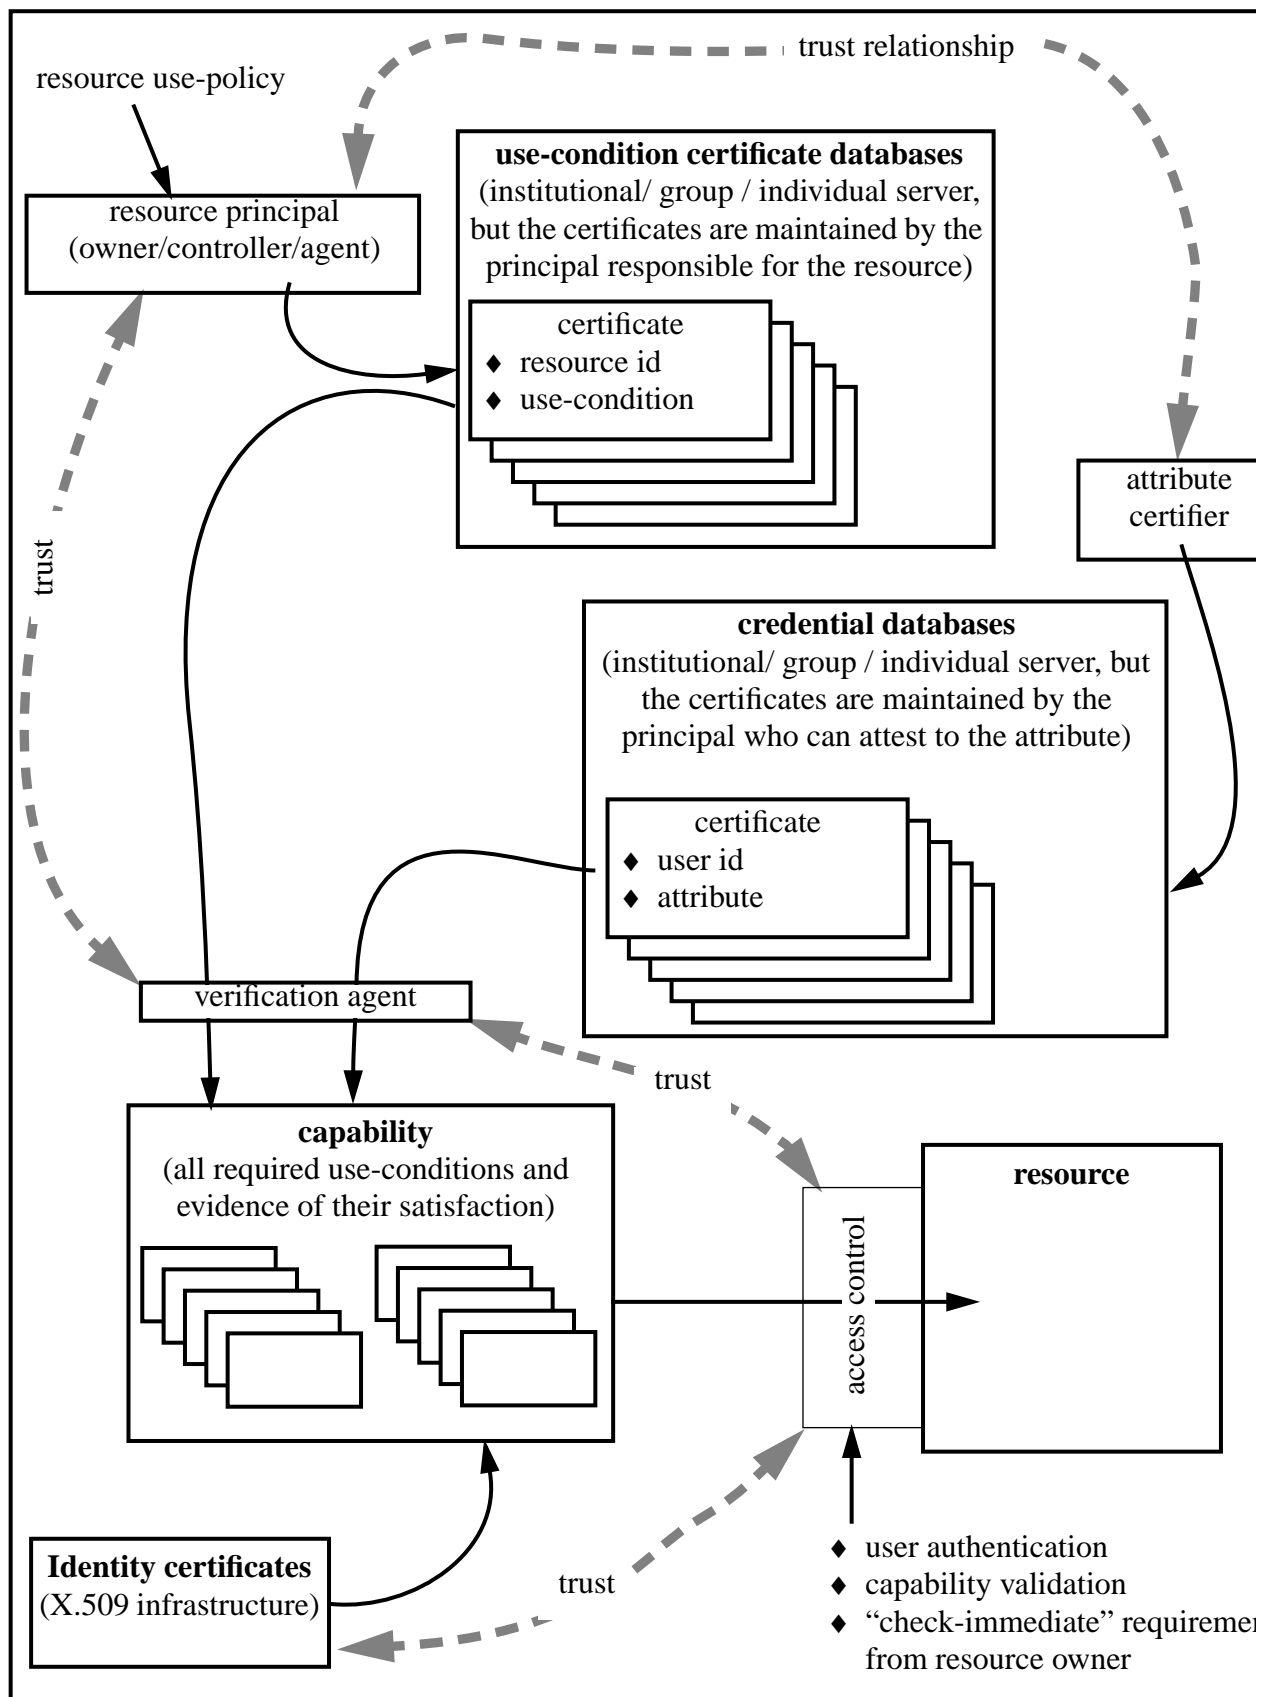 trust relationship
resource use-policy
use-condition certificate databases
(institutional/ group / individual server,
but the certificates are maintained by the
principal responsible for the resource)
resource principal
(owner/controller/agent)
certificate
♦ resource id
♦ use-condition
attribute
certifier
trust
credential databases
(institutional/ group / individual server, but
the certificates are maintained by the
principal who can attest to the attribute)
certificate
♦ user id
♦ attribute
verification agent
trust
capability
(all required use-conditions and
evidence of their satisfaction)
resource
access control
Identity certificates
(X.509 infrastructure)
trust
♦ user authentication
♦ capability validation
♦ “check-immediate” requiremen
from resource owner